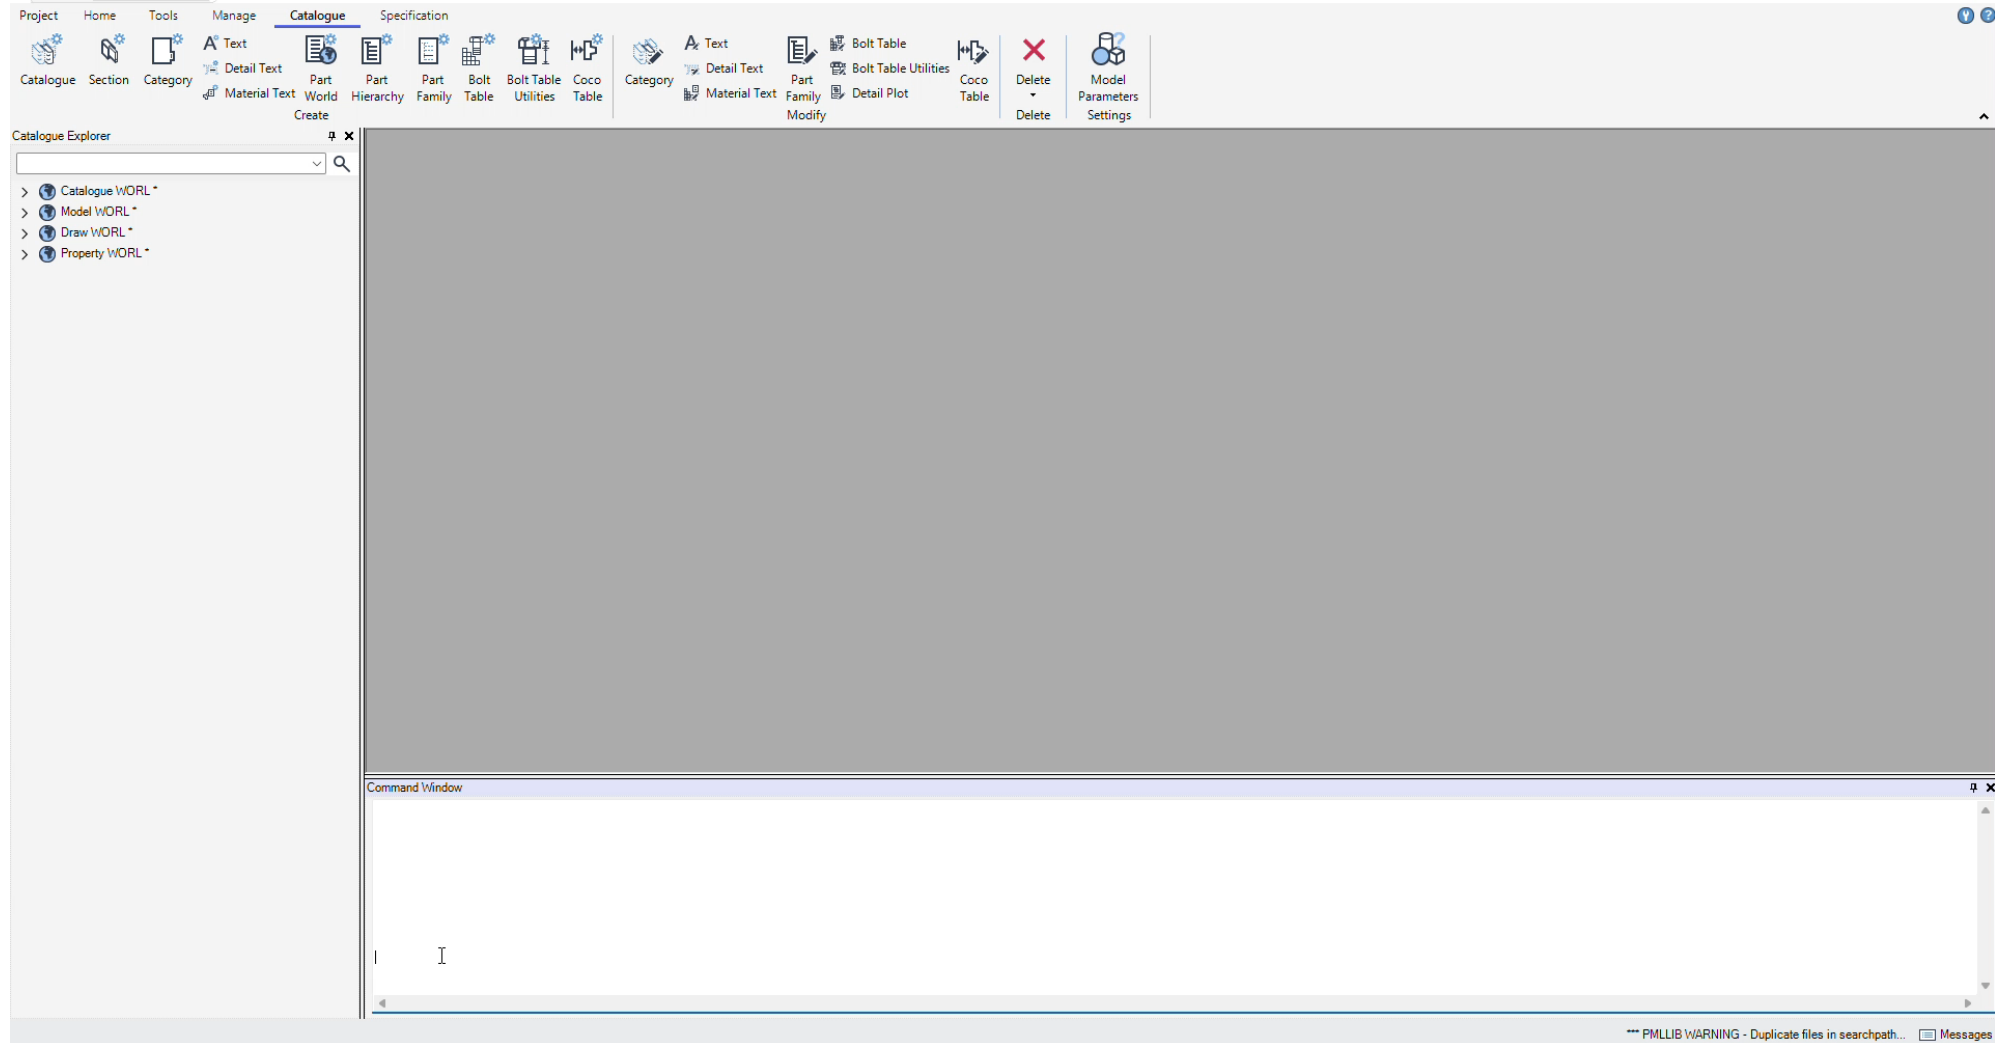 Project Home Tools Manage Catalogue Specification
Catalogue
Section
Category
Text
Detail Text
Material Text
Part World
Part Hierarchy
Part Family
Bolt Table
Bolt Table Utilities
Coco Table
Create
Category
Text
Detail Text
Material Text
Part Family
Bolt Table
Bolt Table Utilities
Detail Plot
Coco Table
Modify
Delete
Delete
Model Parameters
Settings
Catalogue Explorer
Catalogue WORL *
Model WORL *
Draw WORL *
Property WORL *
Command Window
*** PMLLIB WARNING - Duplicate files in searchpath... Messages